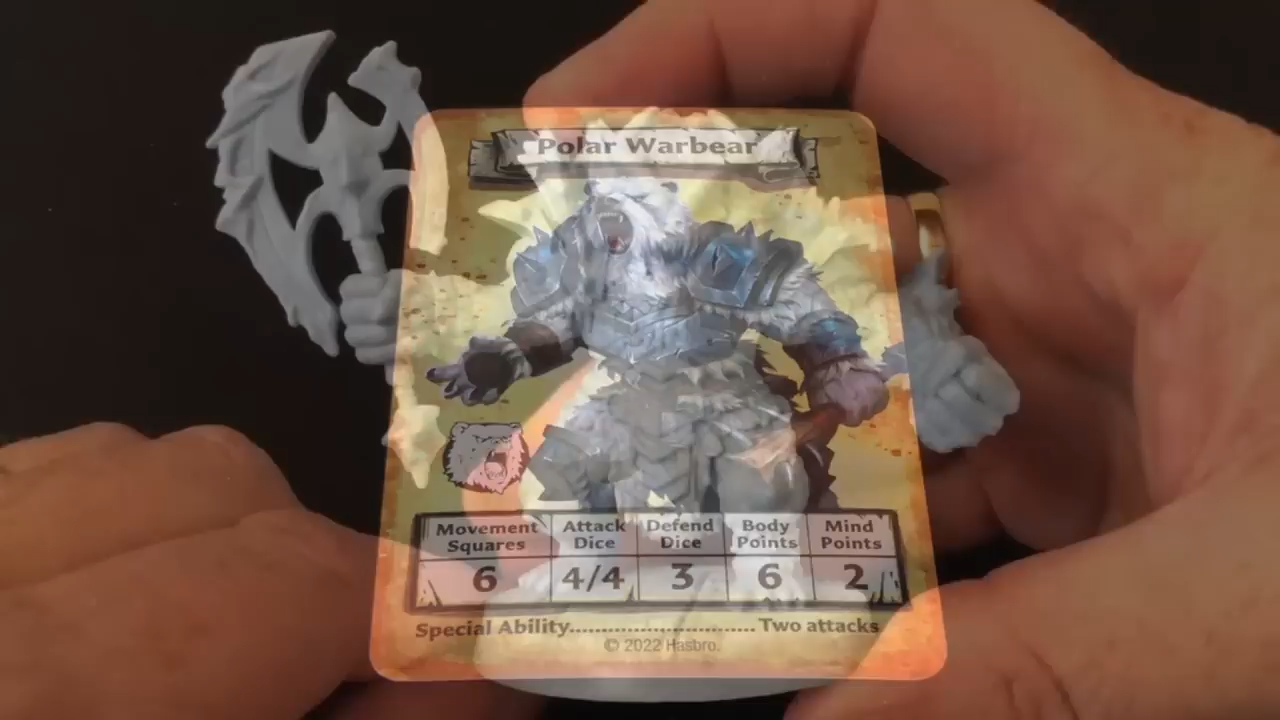 Polar Warbear
Movement Squares Attack Dice Defend Dice Body Points Mind Points
6 4/4 3 6 2
Special Ability............................ Two attacks
© 2022 Hasbro.